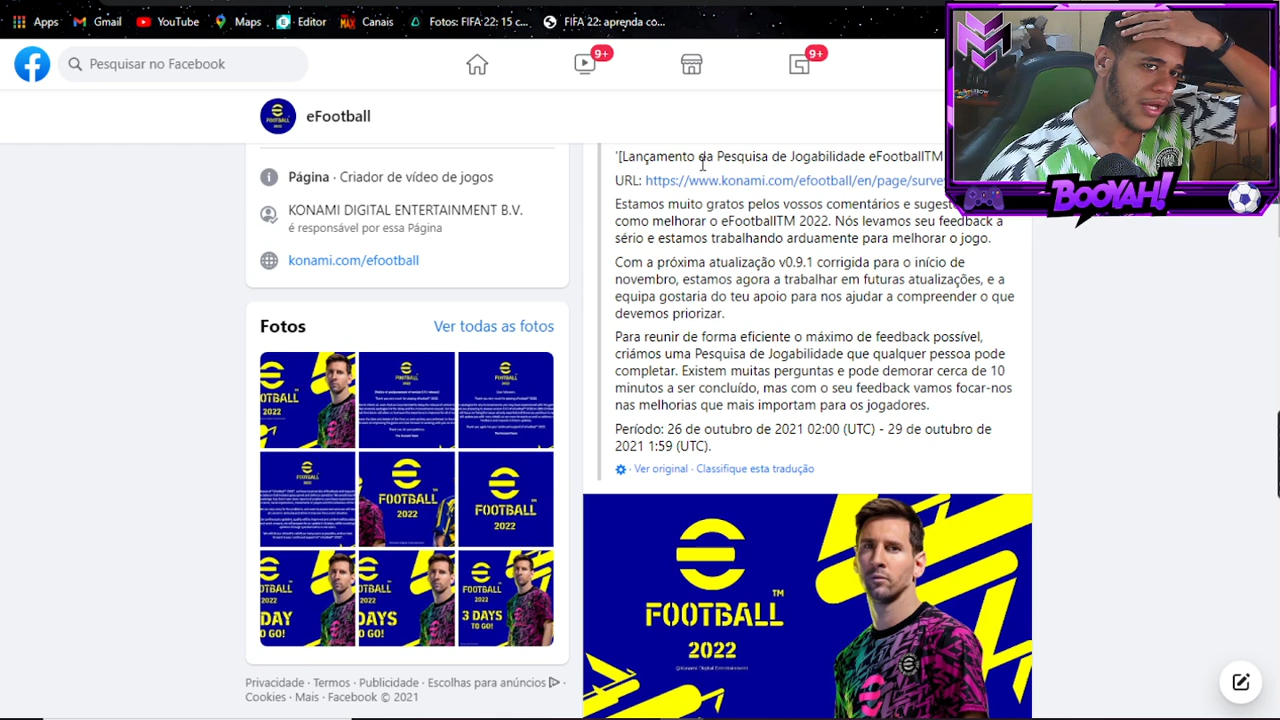 Apps
Gmail
YouTube
Maps
Editor
Canais
Fotos FIFA 22: 15 c...
FIFA 22: aprenda co...
Pesquisar no Facebook
9+
9+
eFootball
Página · Criador de vídeo de jogos
KONAMI DIGITAL ENTERTAINMENT B.V.
é responsável por essa Página
konami.com/efootball
Fotos
Ver todas as fotos
E FOOTBALL 2022
3 DAYS
TO GO!
Privacidade · Termos · Publicidade · Escolhas para anúncios ·
Cookies · Mais · Facebook © 2021
'[Lançamento da Pesquisa de Jogabilidade eFootballTM
URL: https://www.konami.com/efootball/en/page/surve
Estamos muito gratos pelos vossos comentários e
como melhorar o eFootballTM 2022. Nós levamos seu feedback a
sério e estamos trabalhando arduamente para melhorar o jogo.
Com a próxima atualização v0.9.1 corrigida para o início de
novembro, estamos agora a trabalhar em futuras atualizações, e a
equipa gostaria do teu apoio para nos ajudar a compreender o que
devemos priorizar.
Para reunir de forma eficiente o máximo de feedback possível,
criámos uma Pesquisa de Jogabilidade que qualquer pessoa pode
completar. Existem muitas perguntas e pode demorar cerca de 10
minutos a ser concluído, mas com seu feedback vamos focar-nos
nas melhorias que mais importam para os jogadores.
Período: 26 de outubro de 2021 02:00 (UTC) - 29 de outubro de
2021 1:59 (UTC).
· Ver original · Classifique esta tradução
FOOTBALL™
2022
©Konami Digital Entertainment
BOOYAH!